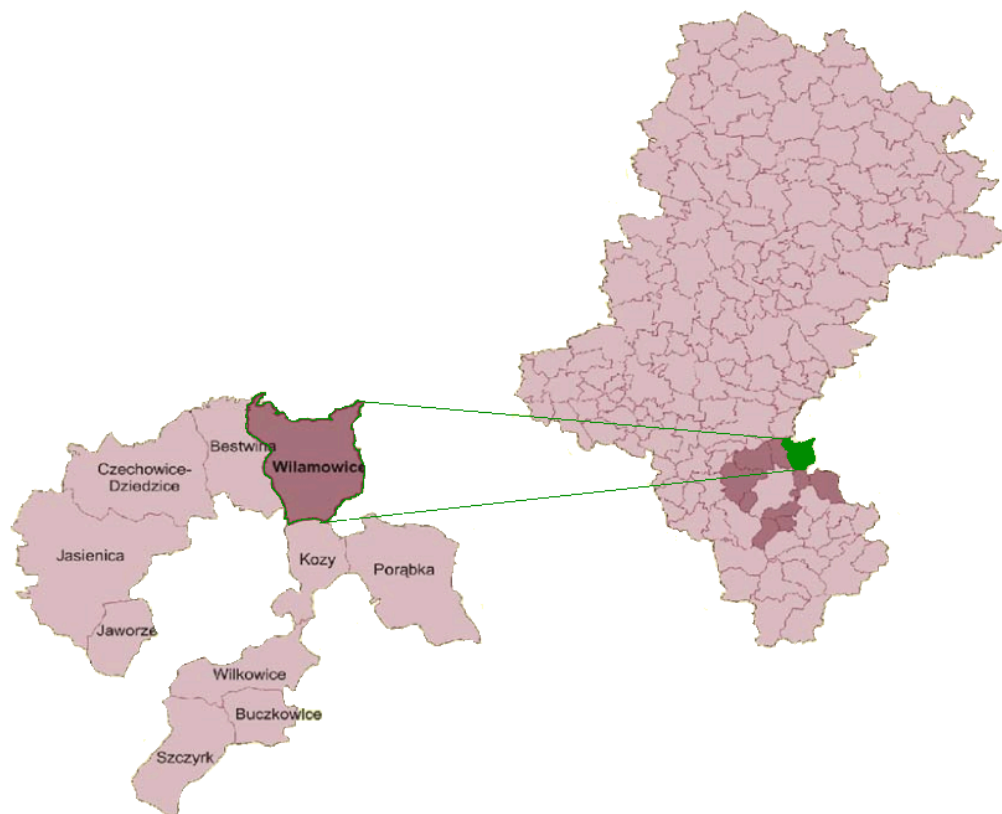 Bestwina
Wilamowice
Czechowice-
Dziedzice
Jasienica
Kozy
Porąbka
Jaworze
Wilkowice
Buczkowice
Szczyrk